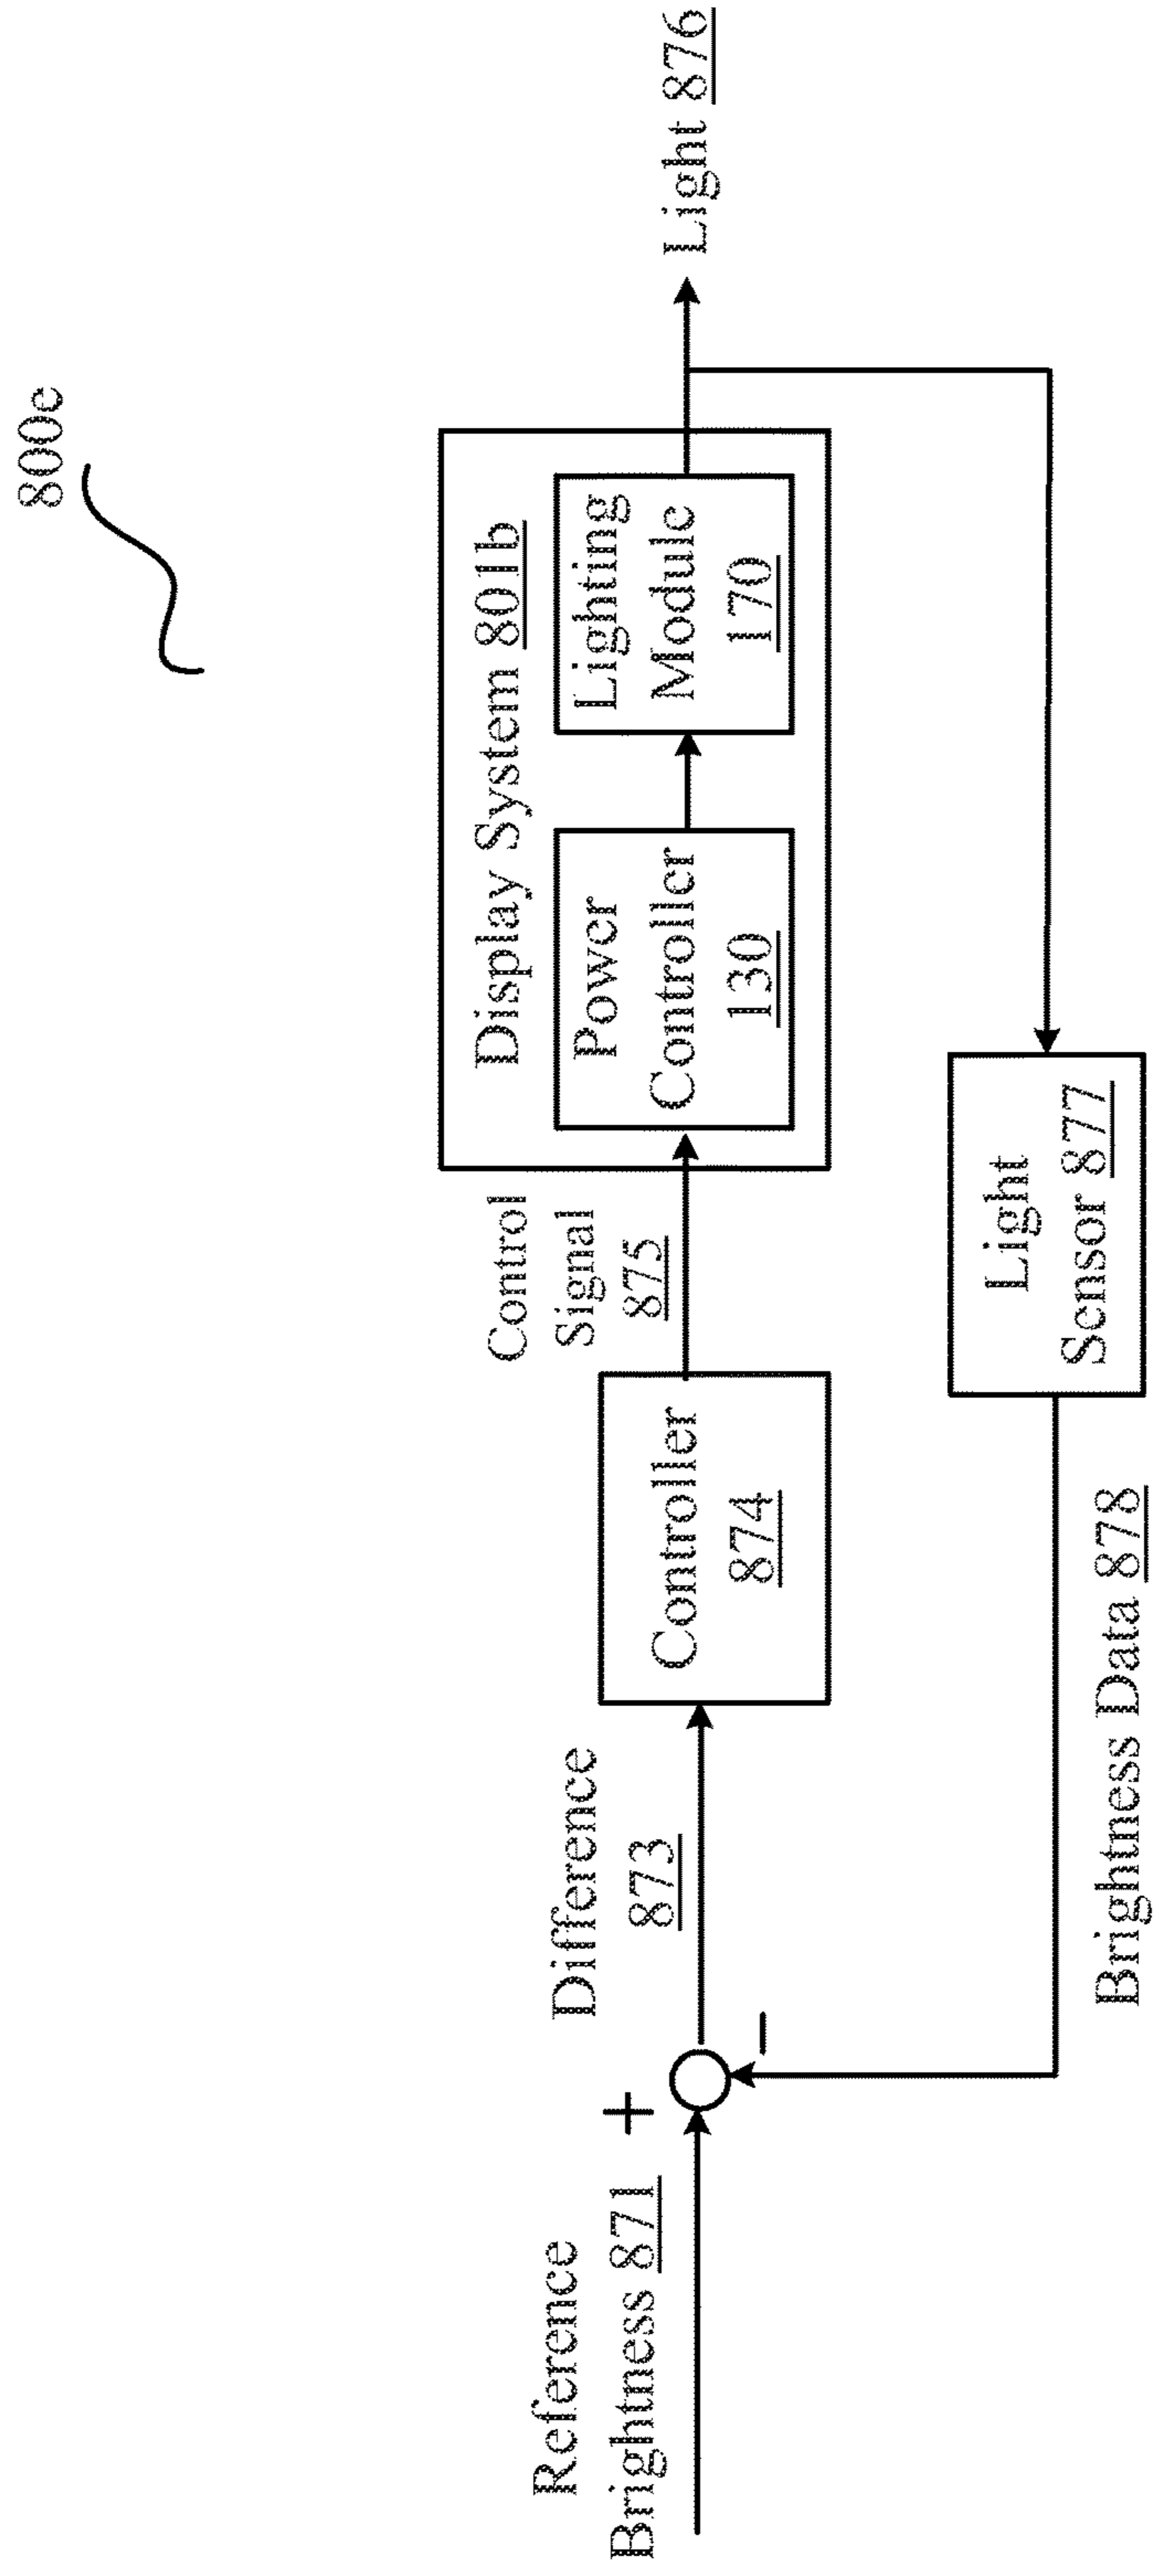 800e
Reference
Brightness 871
+
−
Difference
873
Controller
874
Control
Signal
875
Display System 801b
Power
Controller
130
Lighting
Module
170
Light 876
Light
Sensor 877
Brightness Data 878